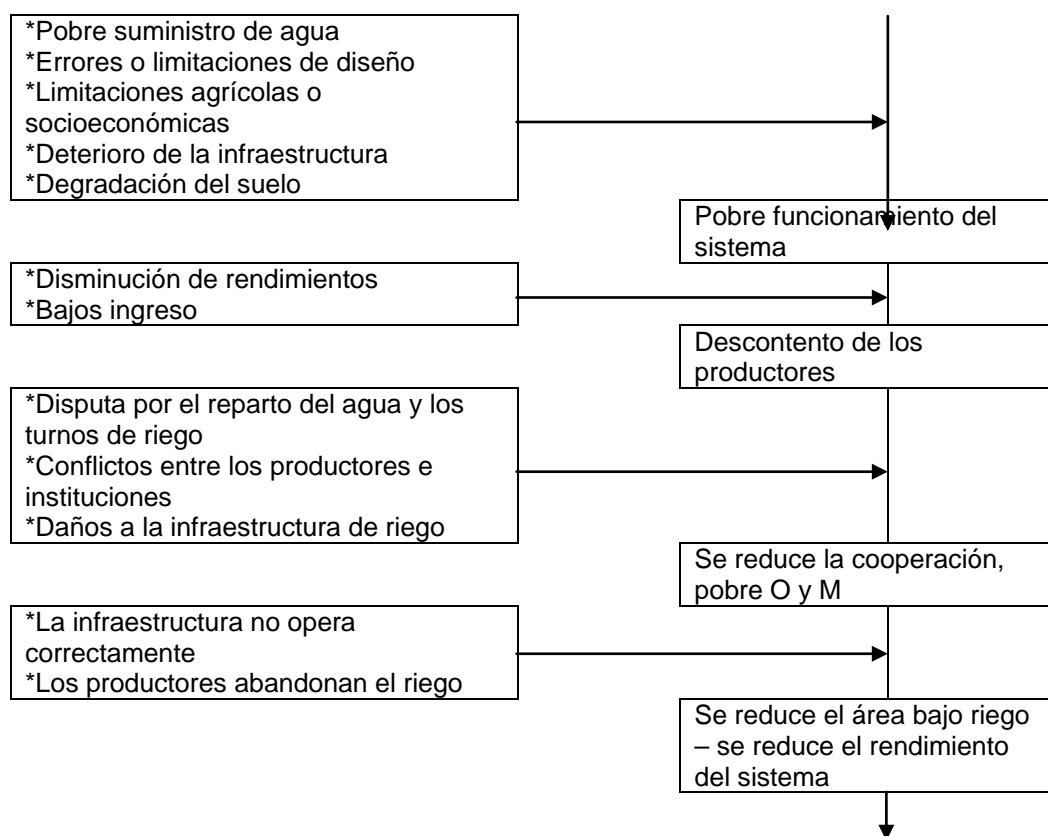 *Pobre suministro de agua
*Errores o limitaciones de diseño
*Limitaciones agrícolas o
socioeconómicas
*Deterioro de la infraestructura
*Degradación del suelo
Pobre funcionamiento del
sistema
*Disminución de rendimientos
*Bajos ingreso
Descontento de los
productores
*Disputa por el reparto del agua y los
turnos de riego
*Conflictos entre los productores e
instituciones
*Daños a la infraestructura de riego
Se reduce la cooperación,
pobre O y M
*La infraestructura no opera
correctamente
*Los productores abandonan el riego
Se reduce el área bajo riego
– se reduce el rendimiento
del sistema